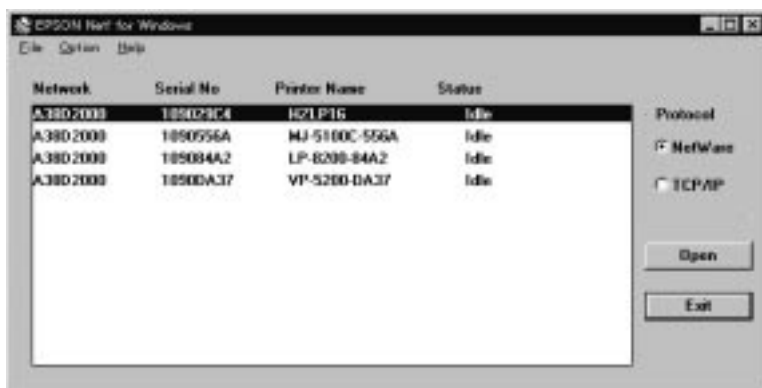 EPSON Net! for Windows
File Option Help
Network Serial No Printer Name Status
A38D2000 109029C4 H2LP16 Idle
A38D2000 1090556A MJ-5100C-556A Idle
A38D2000 109084A2 LP-8200-84A2 Idle
A38D2000 1090DA37 VP-5200-DA37 Idle
Protocol
NetWare
TCP/IP
Open
Exit